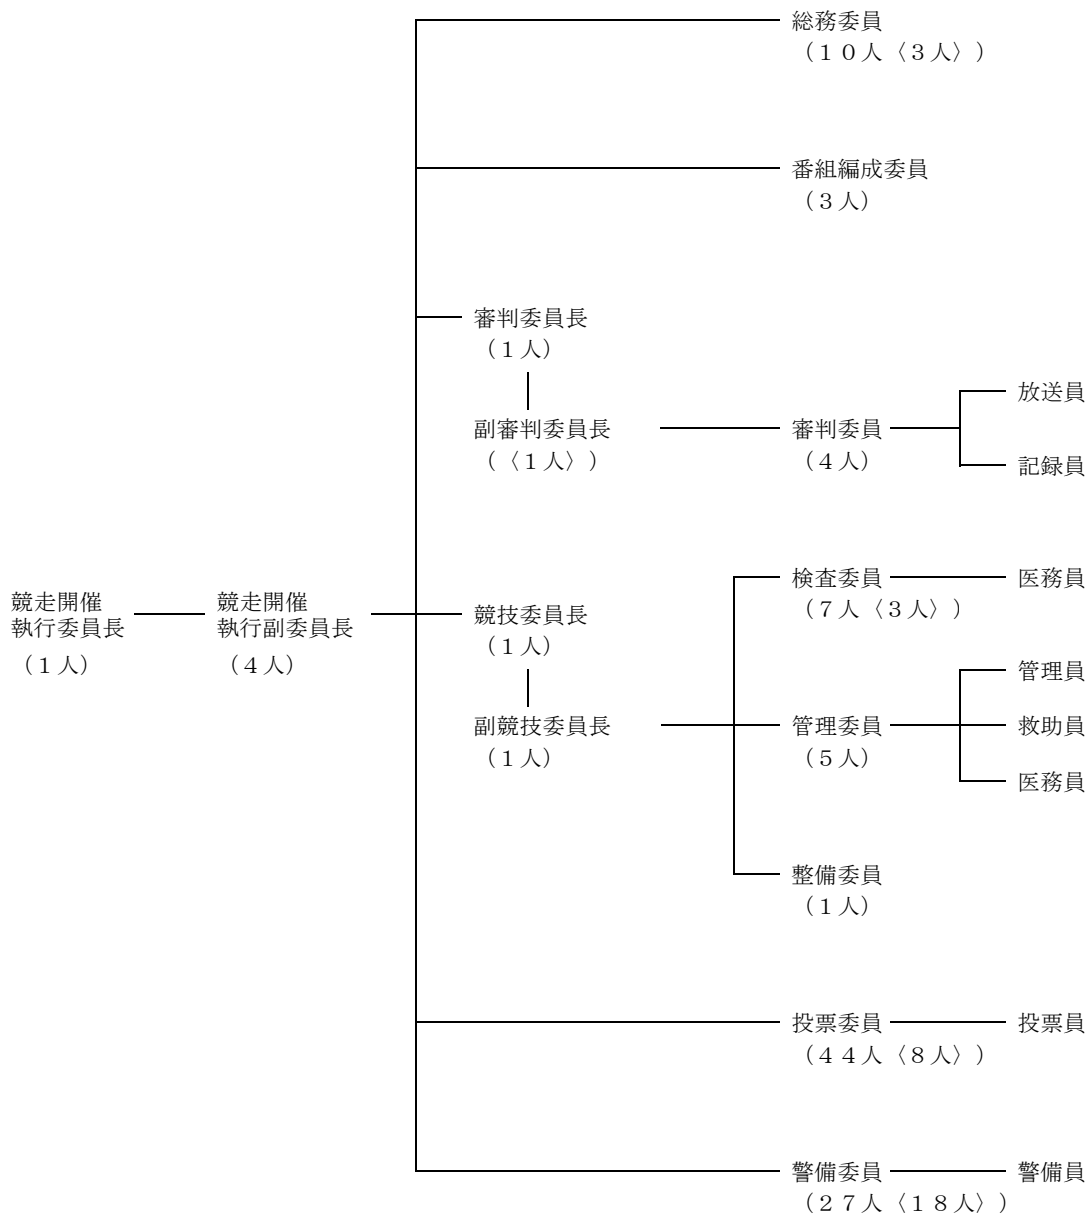 総務委員
（１０人〈３人〉）
番組編成委員
（３人）
審判委員長
（１人）
副審判委員長
（〈１人〉）
審判委員
（４人）
放送員
記録員
競走開催
執行委員長
（１人）
競走開催
執行副委員長
（４人）
競技委員長
（１人）
副競技委員長
（１人）
検査委員
（７人〈３人〉）
医務員
管理委員
（５人）
管理員
救助員
医務員
整備委員
（１人）
投票委員
（４４人〈８人〉）
投票員
警備委員
（２７人〈１８人〉）
警備員